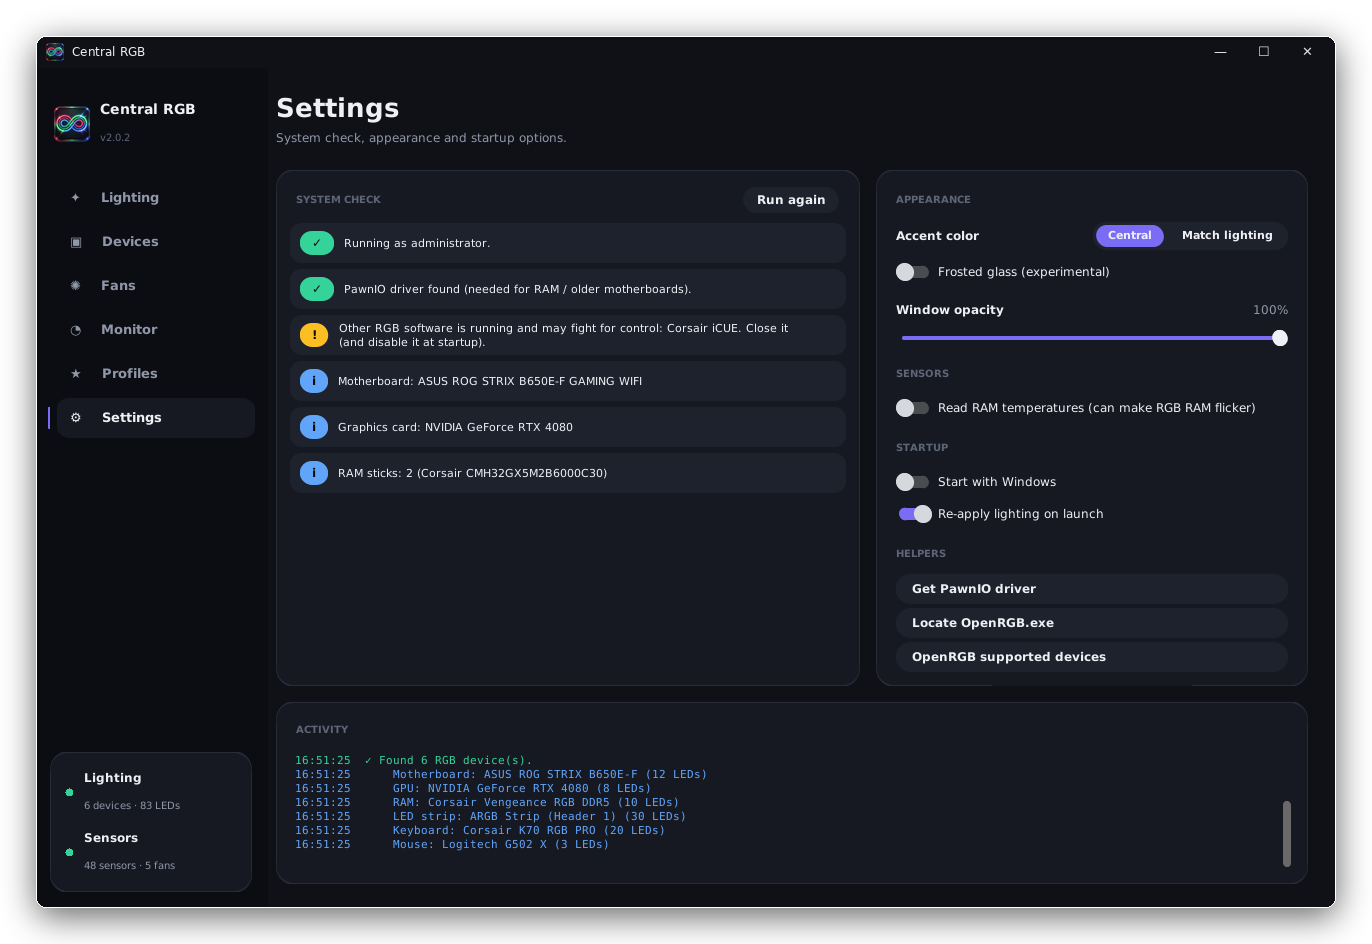 Central RGB
Central RGB
v2.0.2
Lighting
Devices
Fans
Monitor
Profiles
Settings
Lighting
6 devices · 83 LEDs
Sensors
48 sensors · 5 fans
Settings
System check, appearance and startup options.
SYSTEM CHECK
Run again
✓ Running as administrator.
✓ PawnIO driver found (needed for RAM / older motherboards).
! Other RGB software is running and may fight for control: Corsair iCUE. Close it
(and disable it at startup).
i Motherboard: ASUS ROG STRIX B650E-F GAMING WIFI
i Graphics card: NVIDIA GeForce RTX 4080
i RAM sticks: 2 (Corsair CMH32GX5M2B6000C30)
APPEARANCE
Accent color Central Match lighting
Frosted glass (experimental)
Window opacity 100%
SENSORS
Read RAM temperatures (can make RGB RAM flicker)
STARTUP
Start with Windows
Re-apply lighting on launch
HELPERS
Get PawnIO driver
Locate OpenRGB.exe
OpenRGB supported devices
ACTIVITY
16:51:25 ✓ Found 6 RGB device(s).
16:51:25 Motherboard: ASUS ROG STRIX B650E-F (12 LEDs)
16:51:25 GPU: NVIDIA GeForce RTX 4080 (8 LEDs)
16:51:25 RAM: Corsair Vengeance RGB DDR5 (10 LEDs)
16:51:25 LED strip: ARGB Strip (Header 1) (30 LEDs)
16:51:25 Keyboard: Corsair K70 RGB PRO (20 LEDs)
16:51:25 Mouse: Logitech G502 X (3 LEDs)